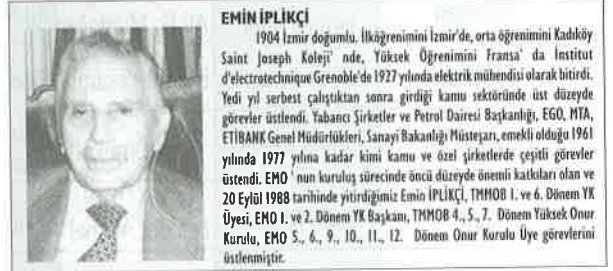 EMİN İPLİKÇİ
1904 İzmir doğumlu. İlköğrenimini İzmir'de, orta öğrenimini Kadıköy
Saint Joseph Koleji' nde, Yüksek Öğrenimini Fransa' da İnstitut
d'electrotechnique Grenoble'de 1927 yılında elektrik mühendisi olarak bitirdi.
Yedi yıl serbest çalıştıktan sonra girdiği kamu sektöründe üst düzeyde
görevler üstlendi. Yabancı Şirketler ve Petrol Dairesi Başkanlığı, EGO, MTA,
ETİBANK Genel Müdürlükleri, Sanayi Bakanlığı Müsteşarı, emekli olduğu 1961
yılında 1977 yılına kadar kimi kamu ve özel şirketlerde çeşitli görevler
üstendi. EMO ' nun kuruluş sürecinde öncü düzeyde önemli katkıları olan ve
20 Eylül 1988 tarihinde yitirdiğimiz Emin İPLİKÇİ, TMMOB I. ve 6. Dönem YK
Üyesi, EMO I. ve 2. Dönem YK Başkanı, TMMOB 4., 5., 7. Dönem Yüksek Onur
Kurulu, EMO 5., 6., 9., 10., 11., 12. Dönem Onur Kurulu Üye görevlerini
üstlenmiştir.